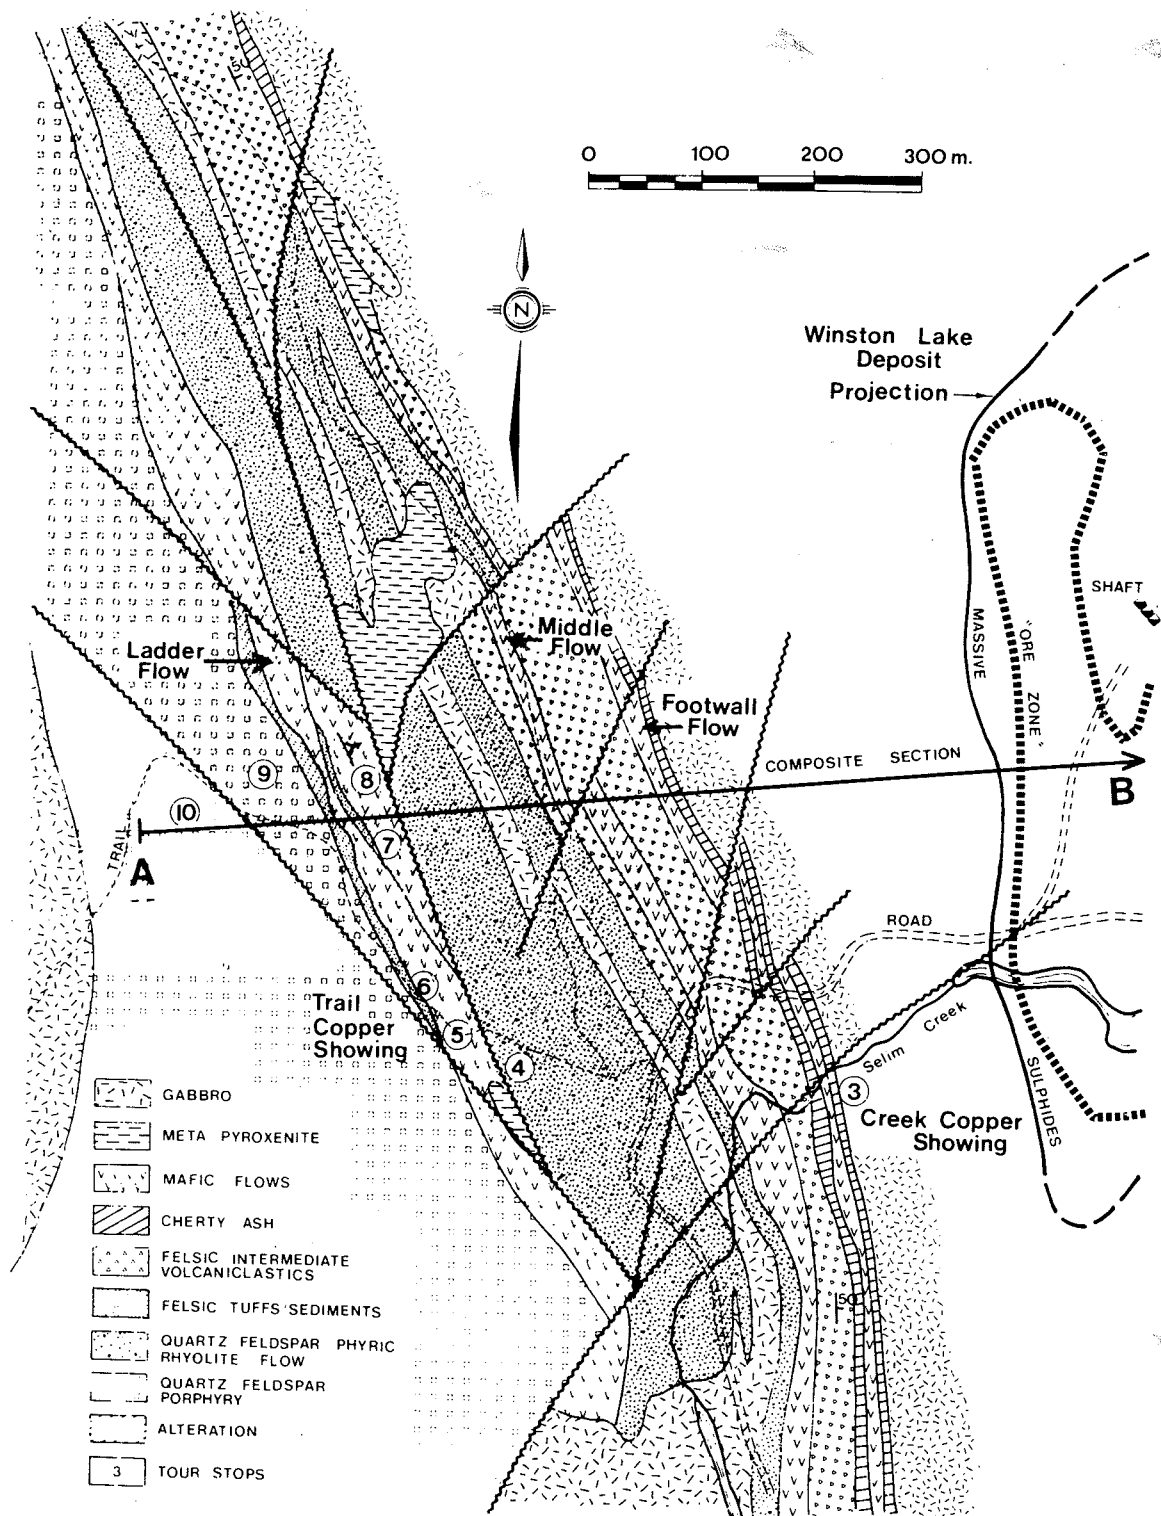 50
0 100 200 300 m.
N
Winston Lake
Deposit
Projection
SHAFT
MASSIVE
"ORE
ZONE"
Middle
Flow
Ladder
Flow
Footwall
Flow
COMPOSITE SECTION
B
9
8
10
7
TRAIL
A
ROAD
6
Trail
Copper
Showing
5
4
Selim Creek
3
Creek Copper
Showing
SULPHIDES
50
GABBRO
META PYROXENITE
MAFIC FLOWS
CHERTY ASH
FELSIC INTERMEDIATE
VOLCANICLASTICS
FELSIC TUFFS SEDIMENTS
QUARTZ FELDSPAR PHYRIC
RHYOLITE FLOW
QUARTZ FELDSPAR
PORPHYRY
ALTERATION
3 TOUR STOPS